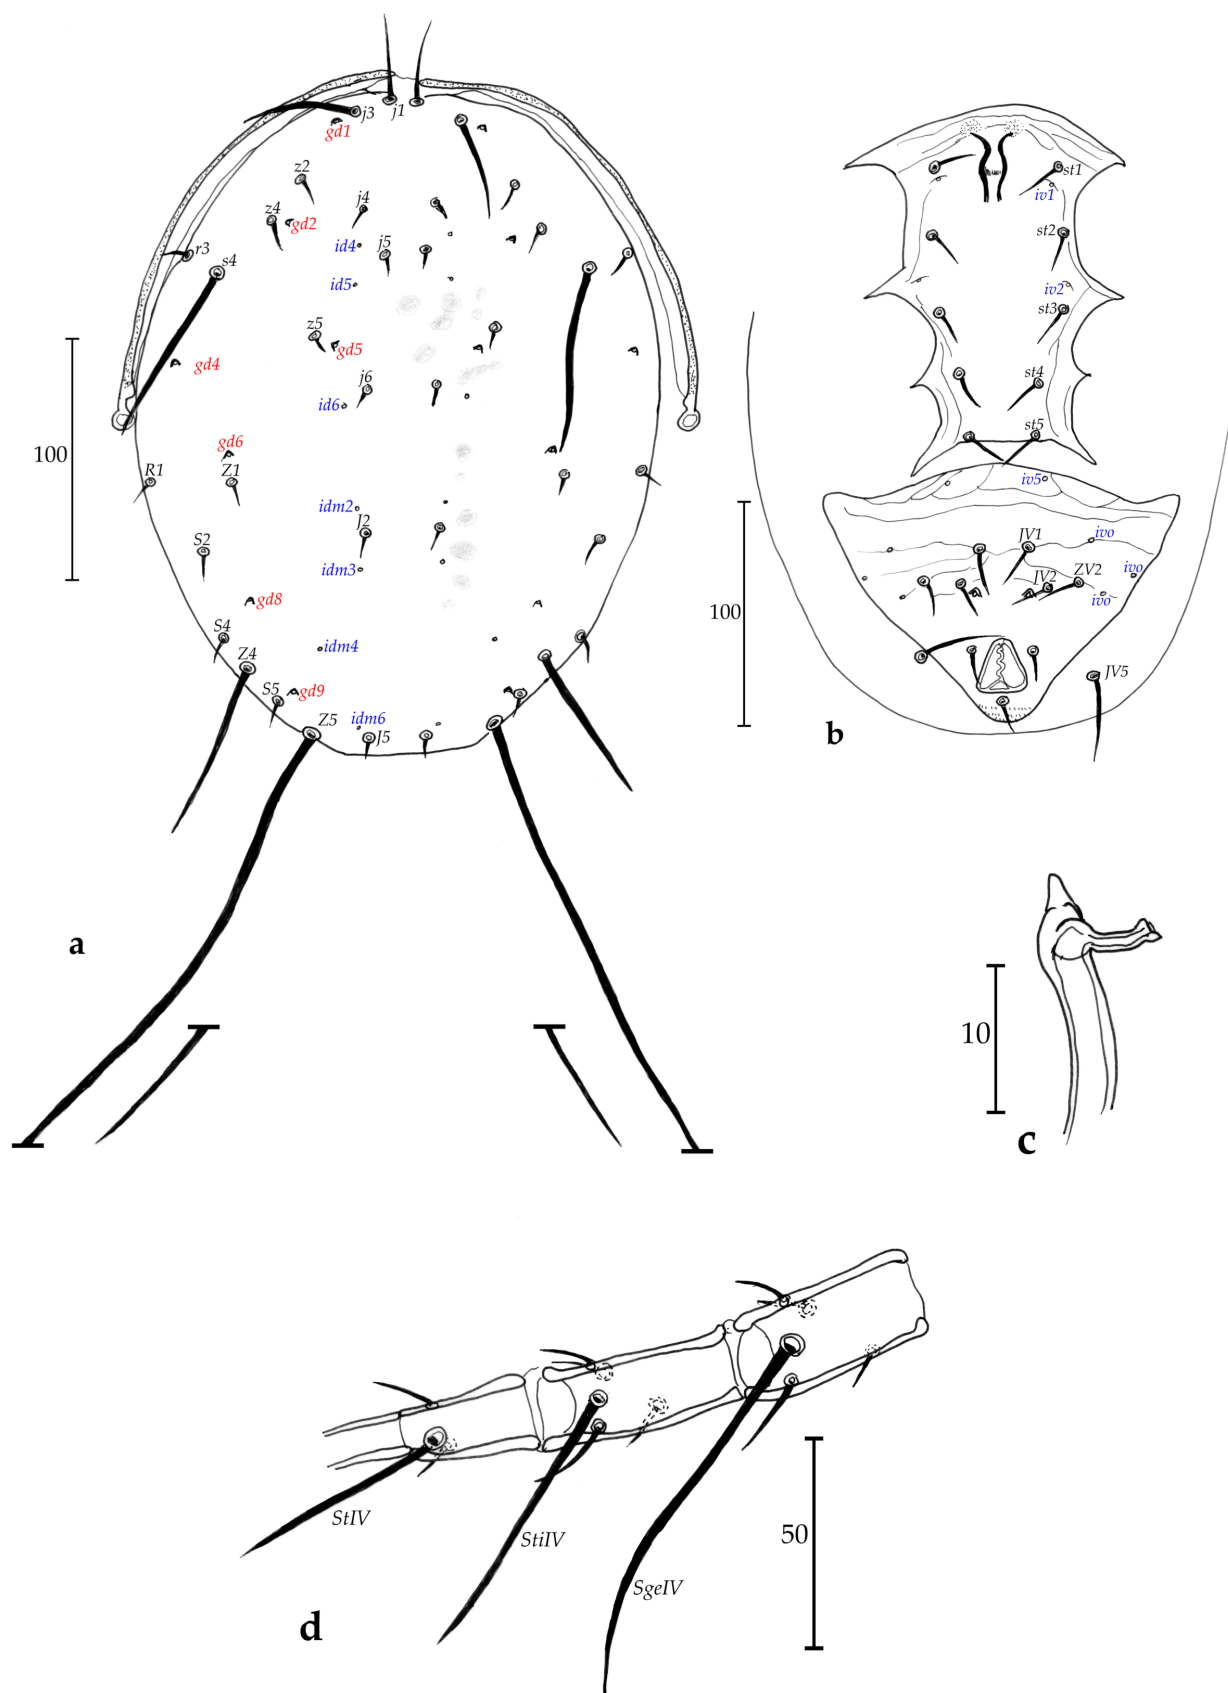 j3 j1
gd1
z2
z4 gd2 j4
id4 j5
r3
s4
id5
z5 gd5
gd4
j6
id6
100
gd6
R1 Z1
idm2
J2
S2
idm3
gd8
S4
Z4 idm4
S5 gd9
Z5 idm6 J5
a
st1
iv1
st2
iv2
st3
st4
st5
iv5
JV1 ivo
ivo
JV2 ZV2
ivo
100
JV5
b
10
c
StIV
StiIV
SgeIV
50
d